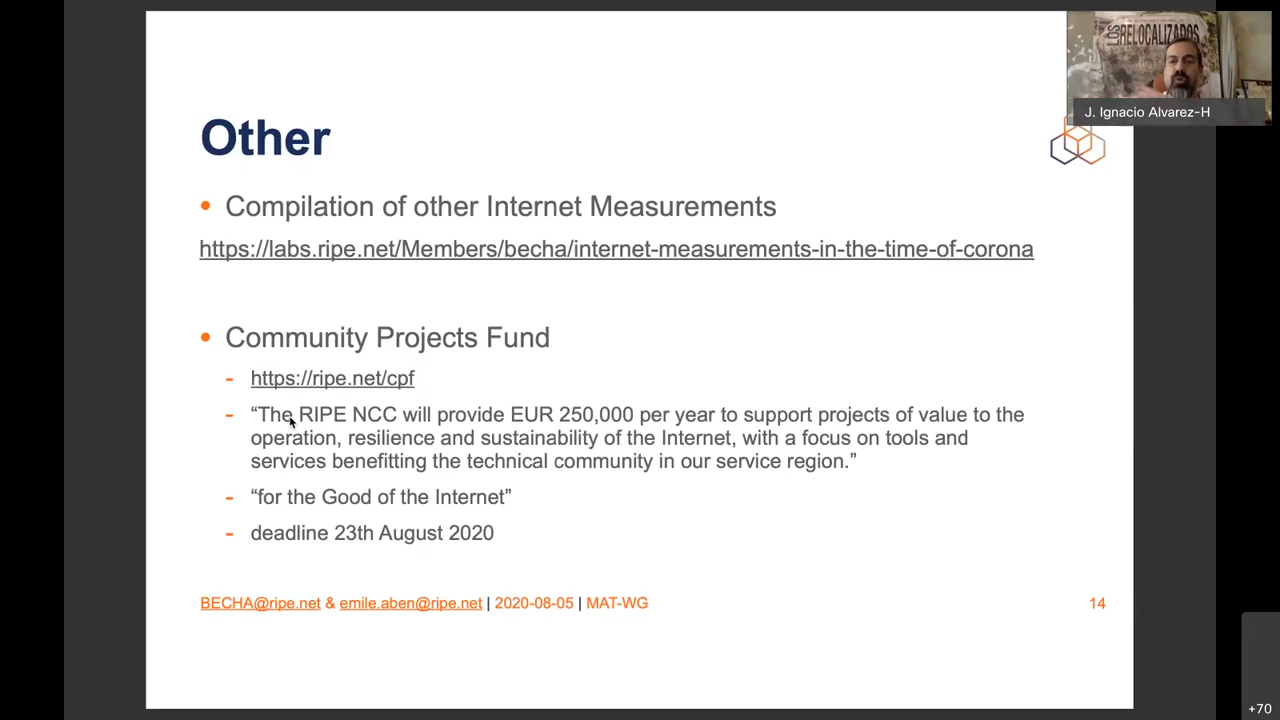 LOS RELOCALIZADOS
J. Ignacio Alvarez-H
Other
• Compilation of other Internet Measurements
https://labs.ripe.net/Members/becha/internet-measurements-in-the-time-of-corona
• Community Projects Fund
- https://ripe.net/cpf
- “The RIPE NCC will provide EUR 250,000 per year to support projects of value to the
operation, resilience and sustainability of the Internet, with a focus on tools and
services benefitting the technical community in our service region.”
- “for the Good of the Internet”
- deadline 23th August 2020
BECHA@ripe.net & emile.aben@ripe.net | 2020-08-05 | MAT-WG
14
+70